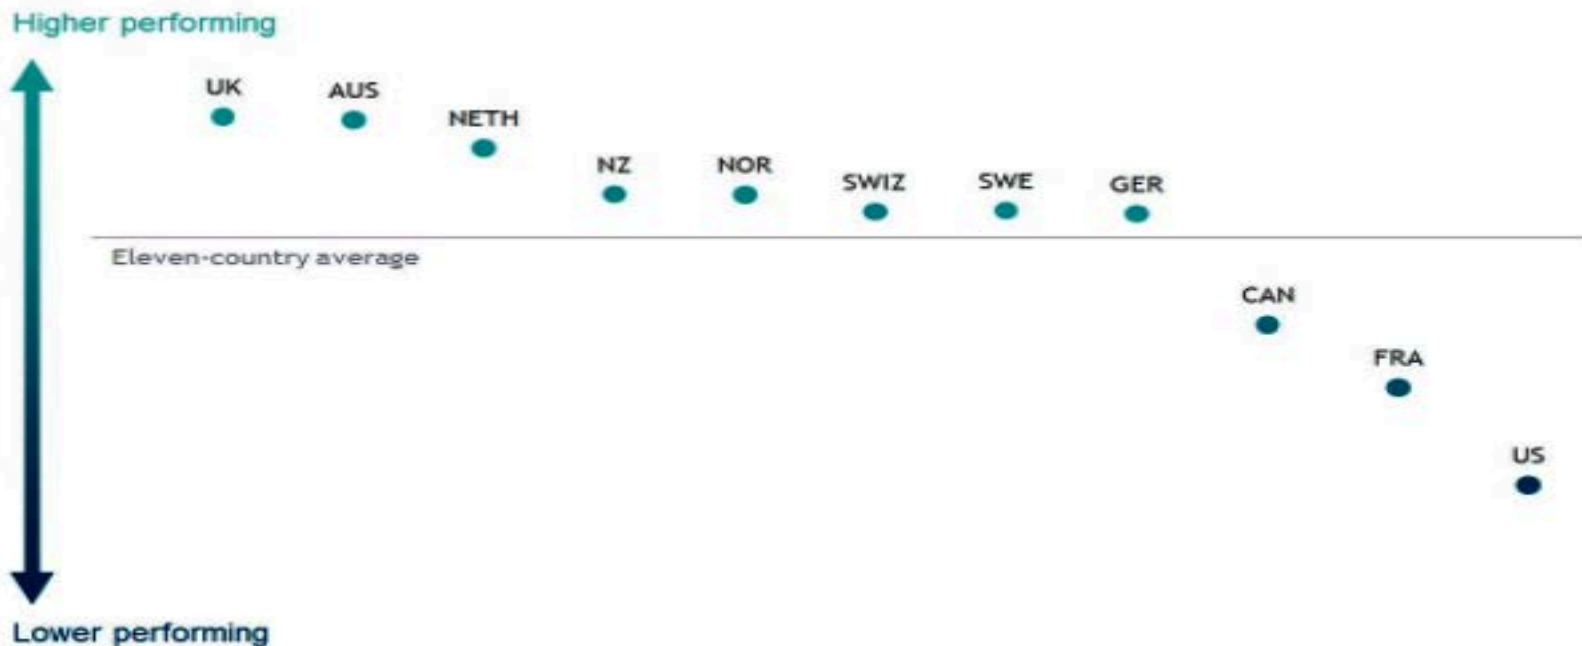 Higher performing
UK
AUS
NETH
NZ
NOR
SWIZ
SWE
GER
Eleven-country average
CAN
FRA
US
Lower performing